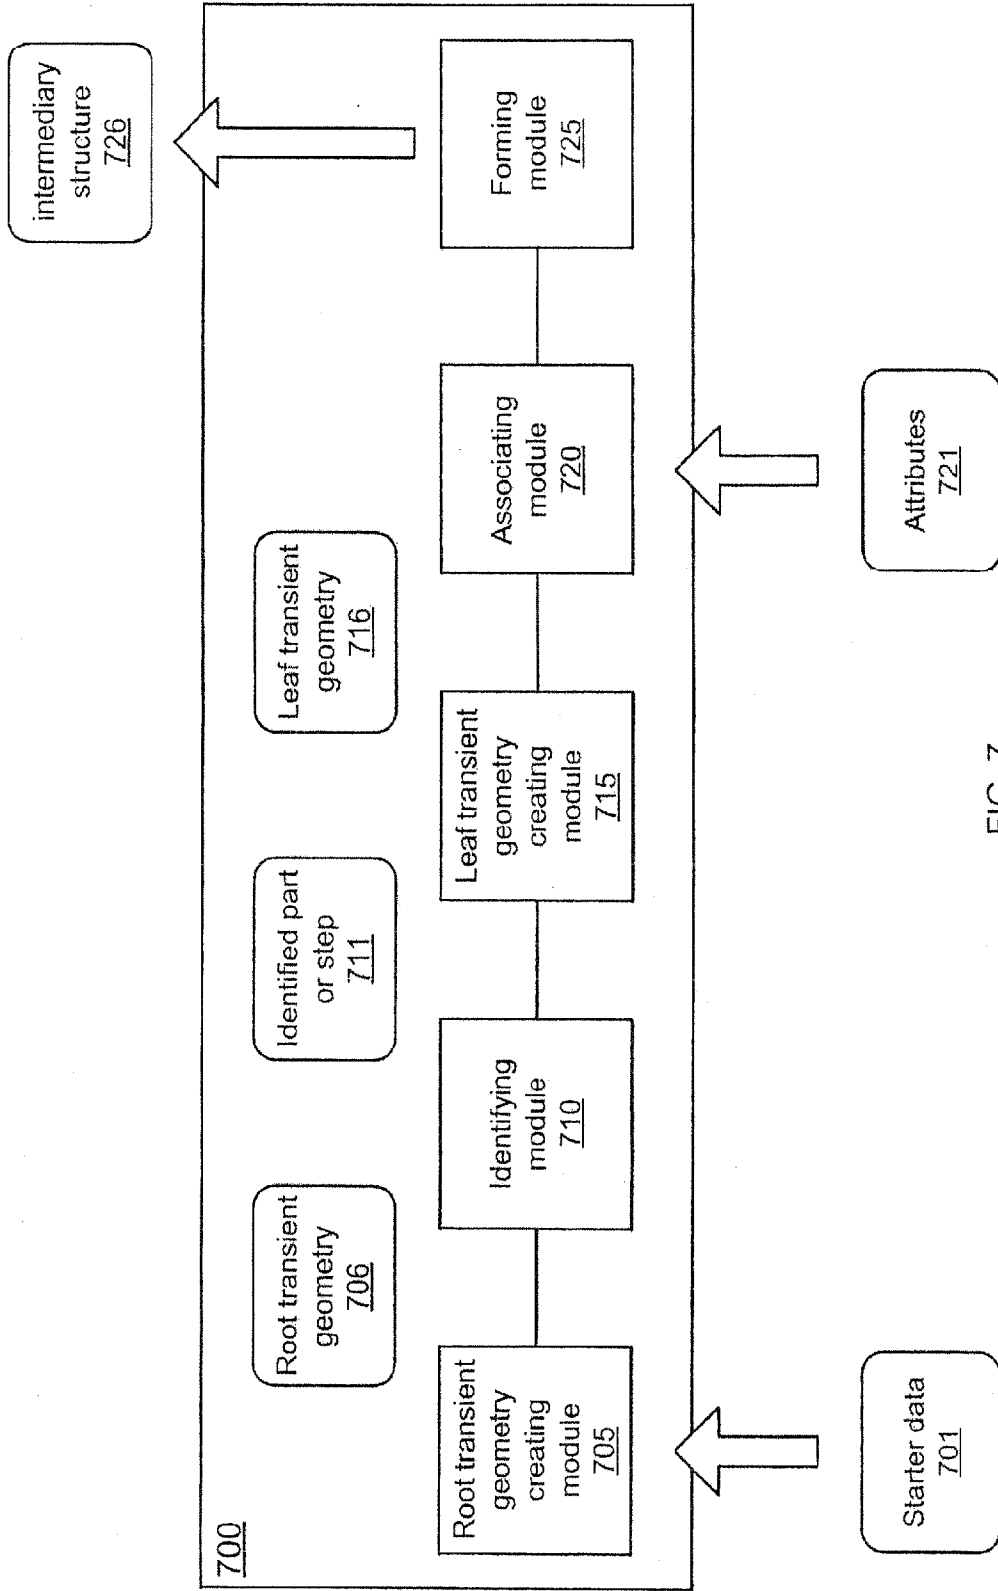 700
intermediary
structure
726
Root transient
geometry
706
Identified part
or step
711
Leaf transient
geometry
716
Root transient
geometry
creating
module
705
Identifying
module
710
Leaf transient
geometry
creating
module
715
Associating
module
720
Forming
module
725
Starter data
701
Attributes
721
FIG. 7